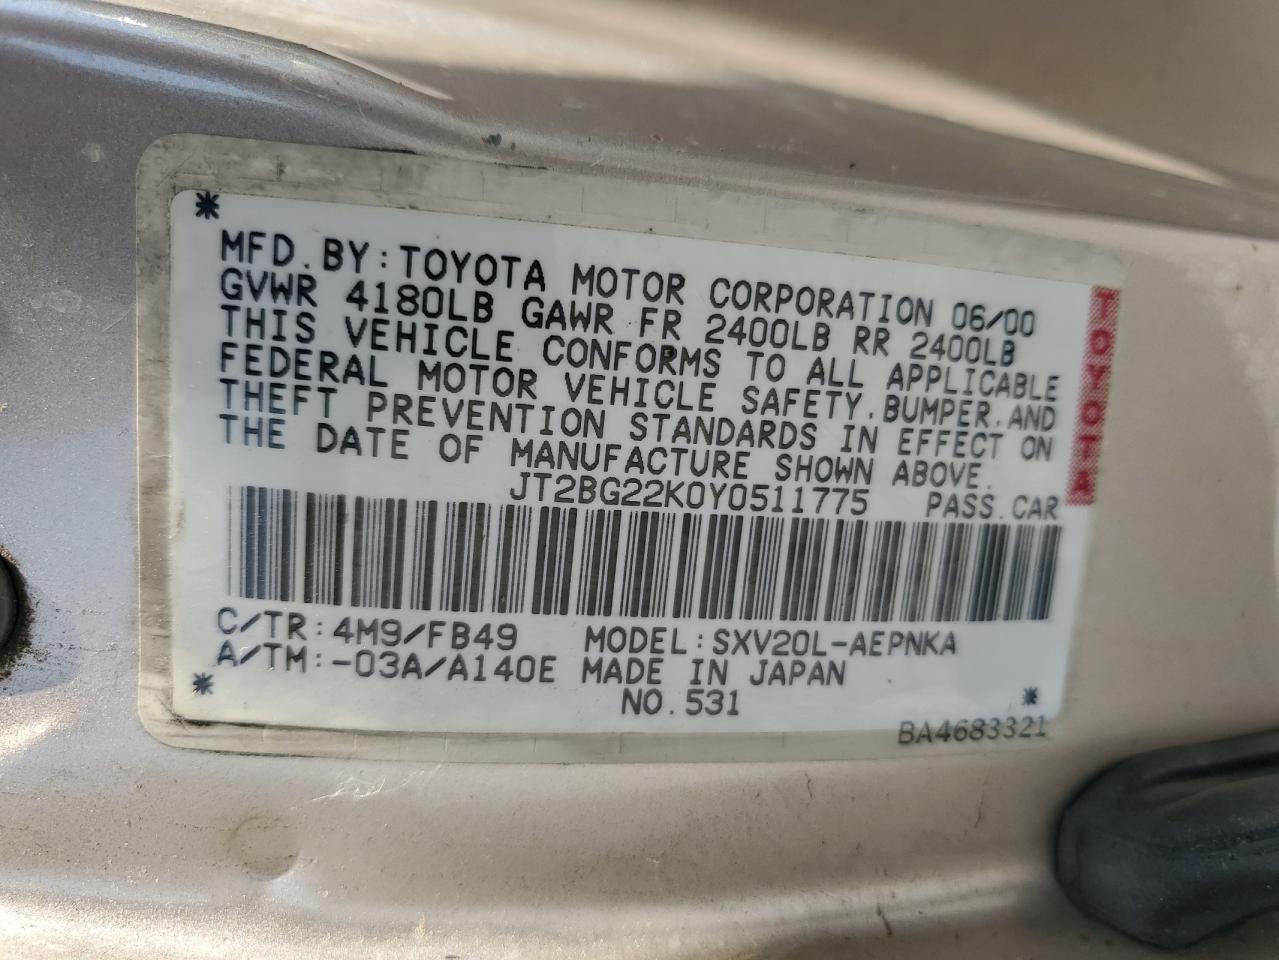 MFD. BY: TOYOTA MOTOR CORPORATION 06/00
GVWR 4180LB GAWR FR 2400LB RR 2400LB
THIS VEHICLE CONFORMS TO ALL APPLICABLE
FEDERAL MOTOR VEHICLE SAFETY, BUMPER, AND
THEFT PREVENTION STANDARDS IN EFFECT ON
THE DATE OF MANUFACTURE SHOWN ABOVE.
JT2BG22K0Y0511775 PASS. CAR
C/TR: 4M9/FB49 MODEL: SXV20L-AEPNKA
A/TM: -03A/A140E MADE IN JAPAN
NO. 531
BA4683321
TOYOTA